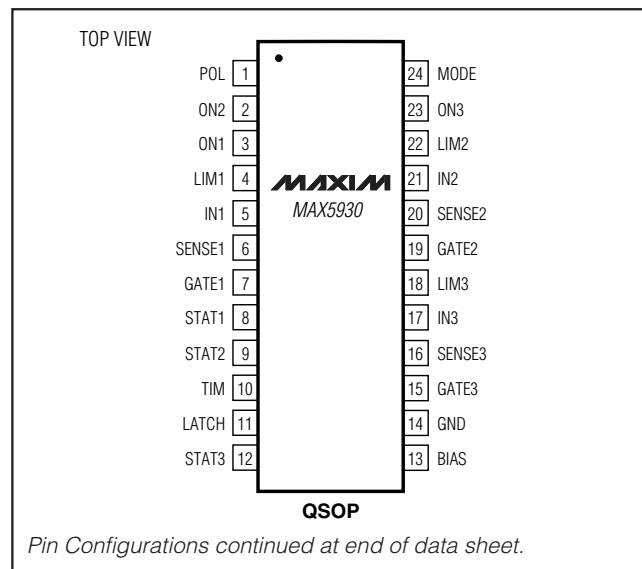 TOP VIEW
POL 1
ON2 2
ON1 3
LIM1 4
IN1 5
SENSE1 6
GATE1 7
STAT1 8
STAT2 9
TIM 10
LATCH 11
STAT3 12
MAXIM
MAX5930
24 MODE
23 ON3
22 LIM2
21 IN2
20 SENSE2
19 GATE2
18 LIM3
17 IN3
16 SENSE3
15 GATE3
14 GND
13 BIAS
QSOP
Pin Configurations continued at end of data sheet.